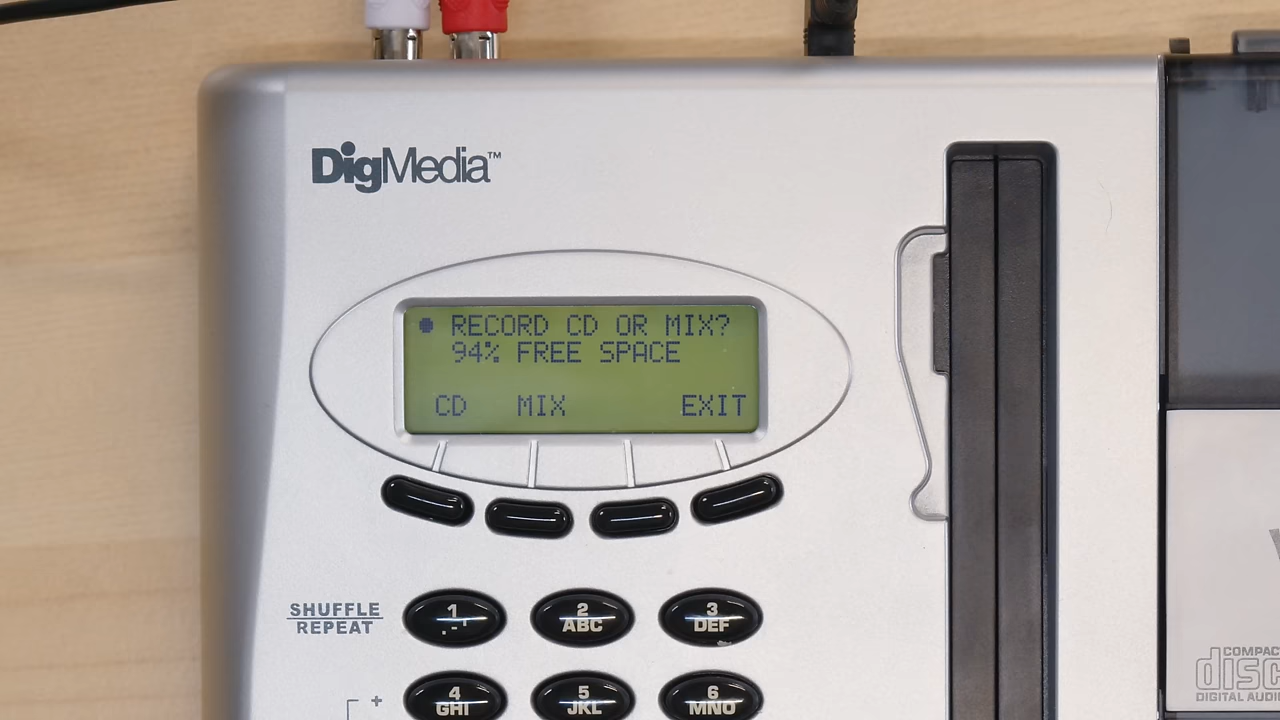 DigMedia™
● RECORD CD OR MIX?
94% FREE SPACE
CD MIX EXIT
SHUFFLE
REPEAT
1
.-'
2
ABC
3
DEF
+
4
GHI
5
JKL
6
MNO
DIGITAL AUDIO